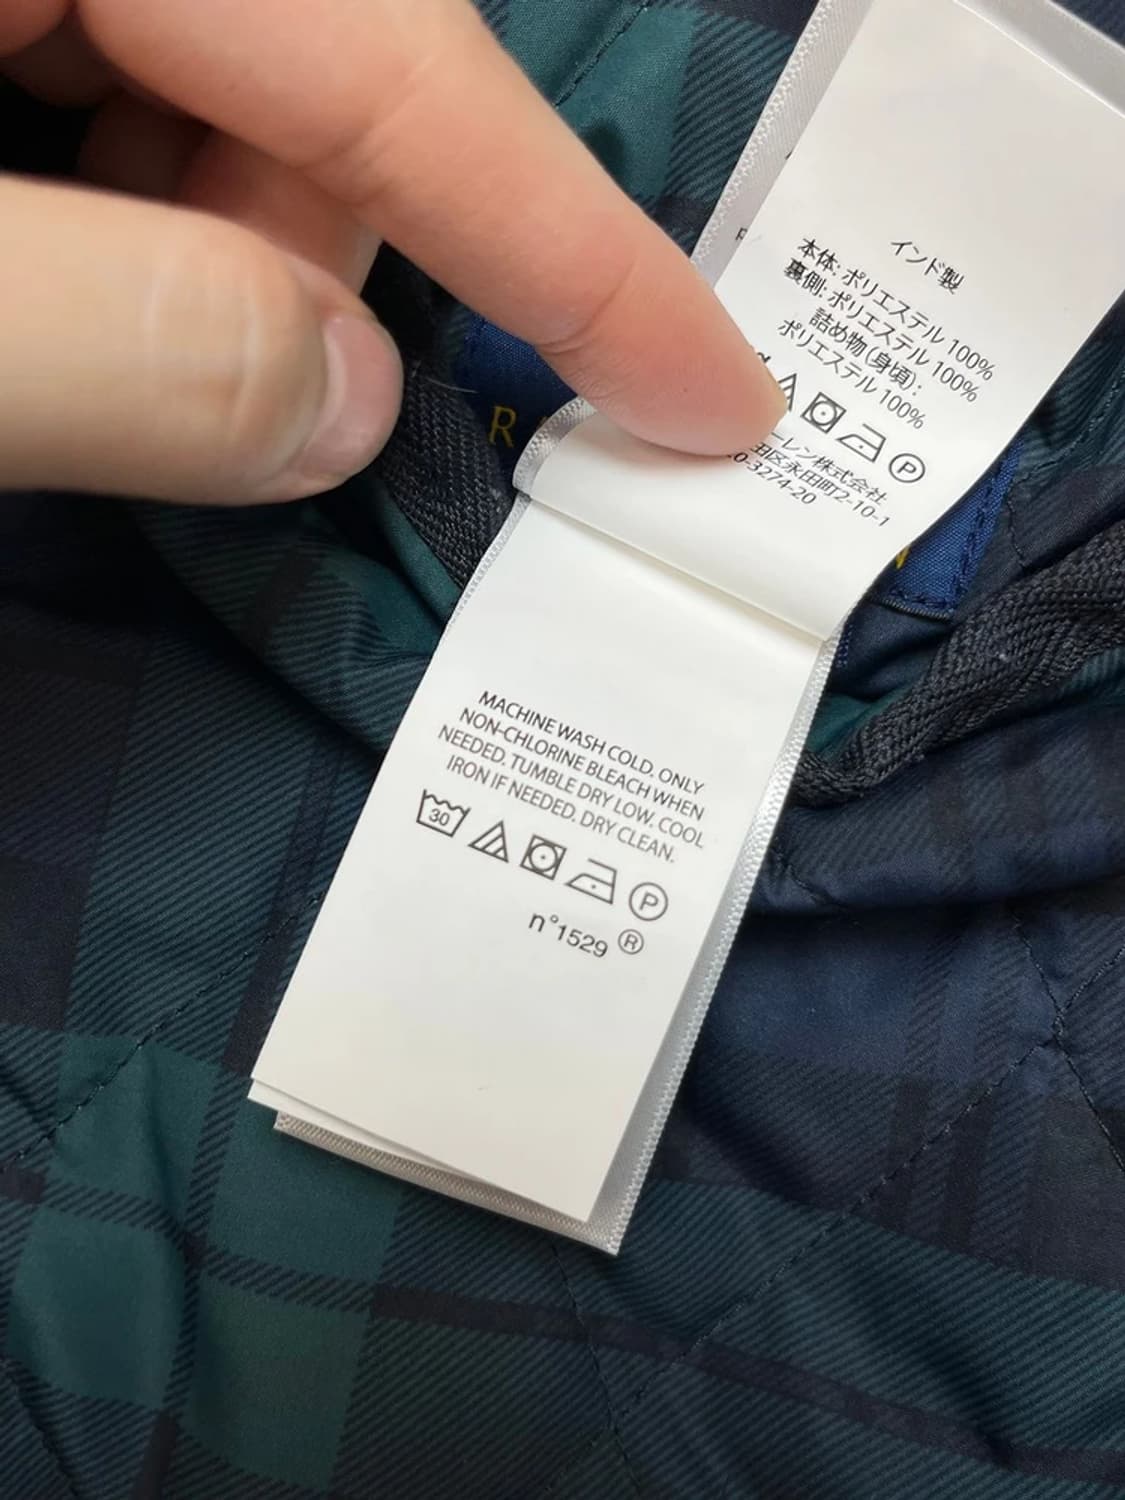 インド製
本体: ポリエステル 100%
裏側: ポリエステル 100%
詰め物 (身頃):
ポリエステル 100%
P
ーレン株式会社
田区永田町2-10-1
0-3274-20
R
MACHINE WASH COLD. ONLY
NON-CHLORINE BLEACH WHEN
NEEDED. TUMBLE DRY LOW. COOL
IRON IF NEEDED. DRY CLEAN.
30 P
n°1529 ®